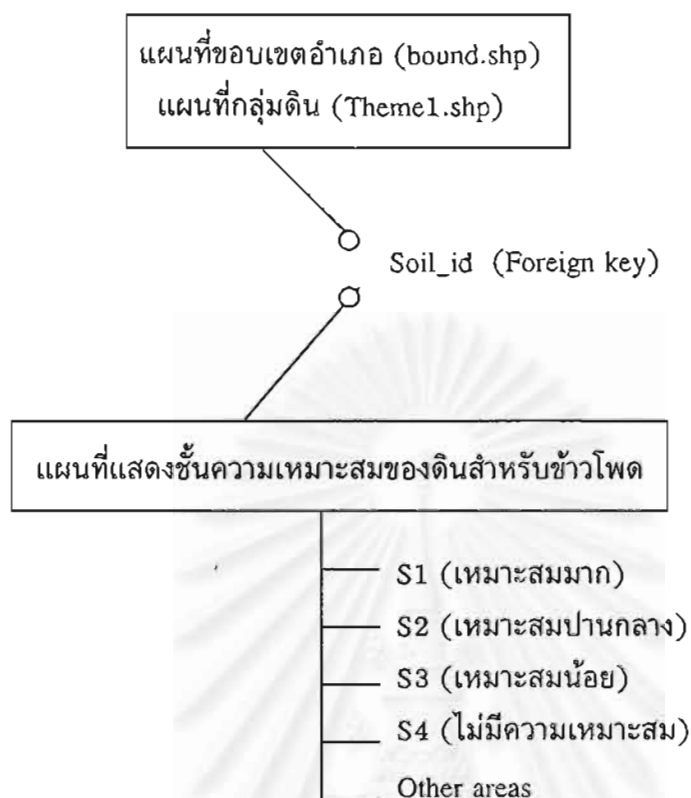 แผนที่ขอบเขตอำเภอ (bound.shp)
แผนที่กลุ่มดิน (Theme1.shp)
Soil_id (Foreign key)
แผนที่แสดงชั้นความเหมาะสมของดินสำหรับข้าวโพด
S1 (เหมาะสมมาก)
S2 (เหมาะสมปานกลาง)
S3 (เหมาะสมน้อย)
S4 (ไม่มีความเหมาะสม)
Other areas